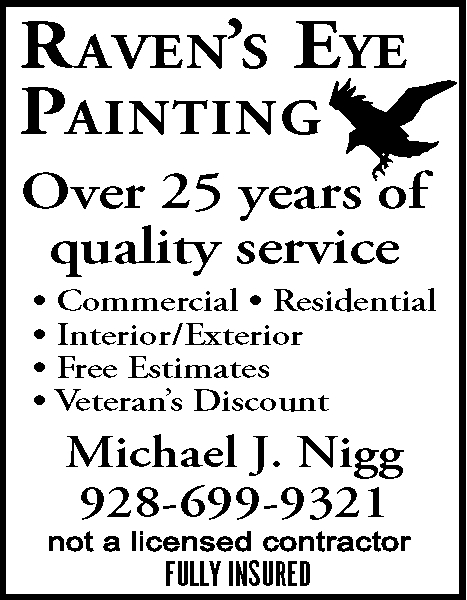 RAVEN'S EYE
PAINTING
Over 25 years of
quality service
• Commercial • Residential
• Interior/Exterior
• Free Estimates
• Veteran's Discount
Michael J. Nigg
928-699-9321
not a licensed contractor
FULLY INSURED